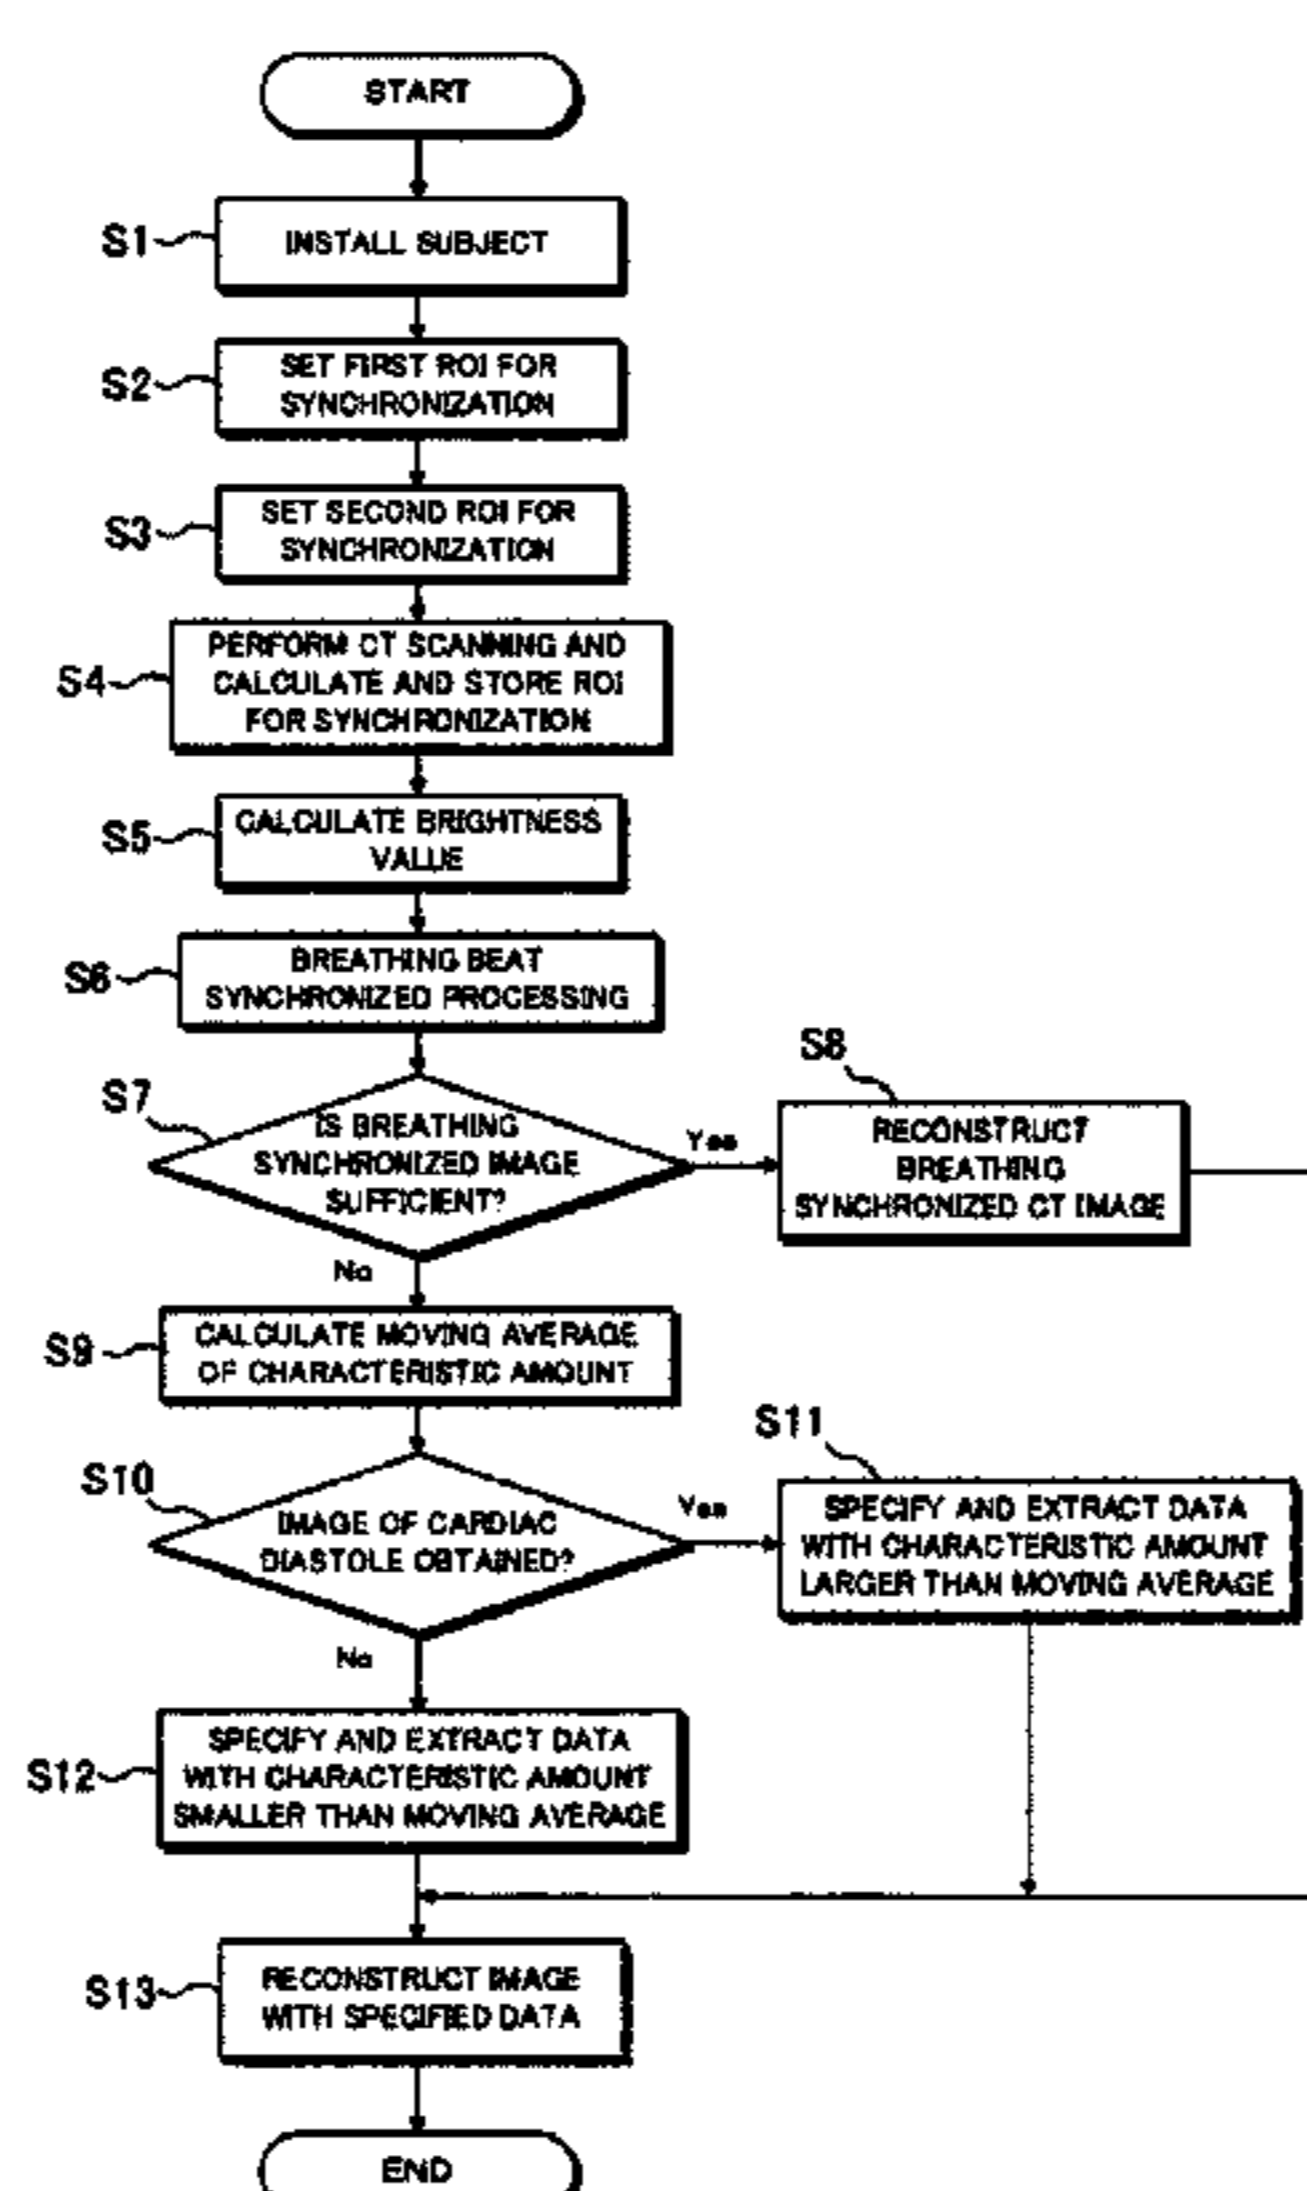 START
S1
INSTALL SUBJECT
S2
SET FIRST ROI FOR
SYNCHRONIZATION
S3
SET SECOND ROI FOR
SYNCHRONIZATION
S4
PERFORM CT SCANNING AND
CALCULATE AND STORE ROI
FOR SYNCHRONIZATION
S5
CALCULATE BRIGHTNESS
VALUE
S6
BREATHING BEAT
SYNCHRONIZED PROCESSING
S7
IS BREATHING
SYNCHRONIZED IMAGE
SUFFICIENT?
Yes
S8
RECONSTRUCT
BREATHING
SYNCHRONIZED CT IMAGE
No
S9
CALCULATE MOVING AVERAGE
OF CHARACTERISTIC AMOUNT
S10
IMAGE OF CARDIAC
DIASTOLE OBTAINED?
Yes
S11
SPECIFY AND EXTRACT DATA
WITH CHARACTERISTIC AMOUNT
LARGER THAN MOVING AVERAGE
No
S12
SPECIFY AND EXTRACT DATA
WITH CHARACTERISTIC AMOUNT
SMALLER THAN MOVING AVERAGE
S13
RECONSTRUCT IMAGE
WITH SPECIFIED DATA
END